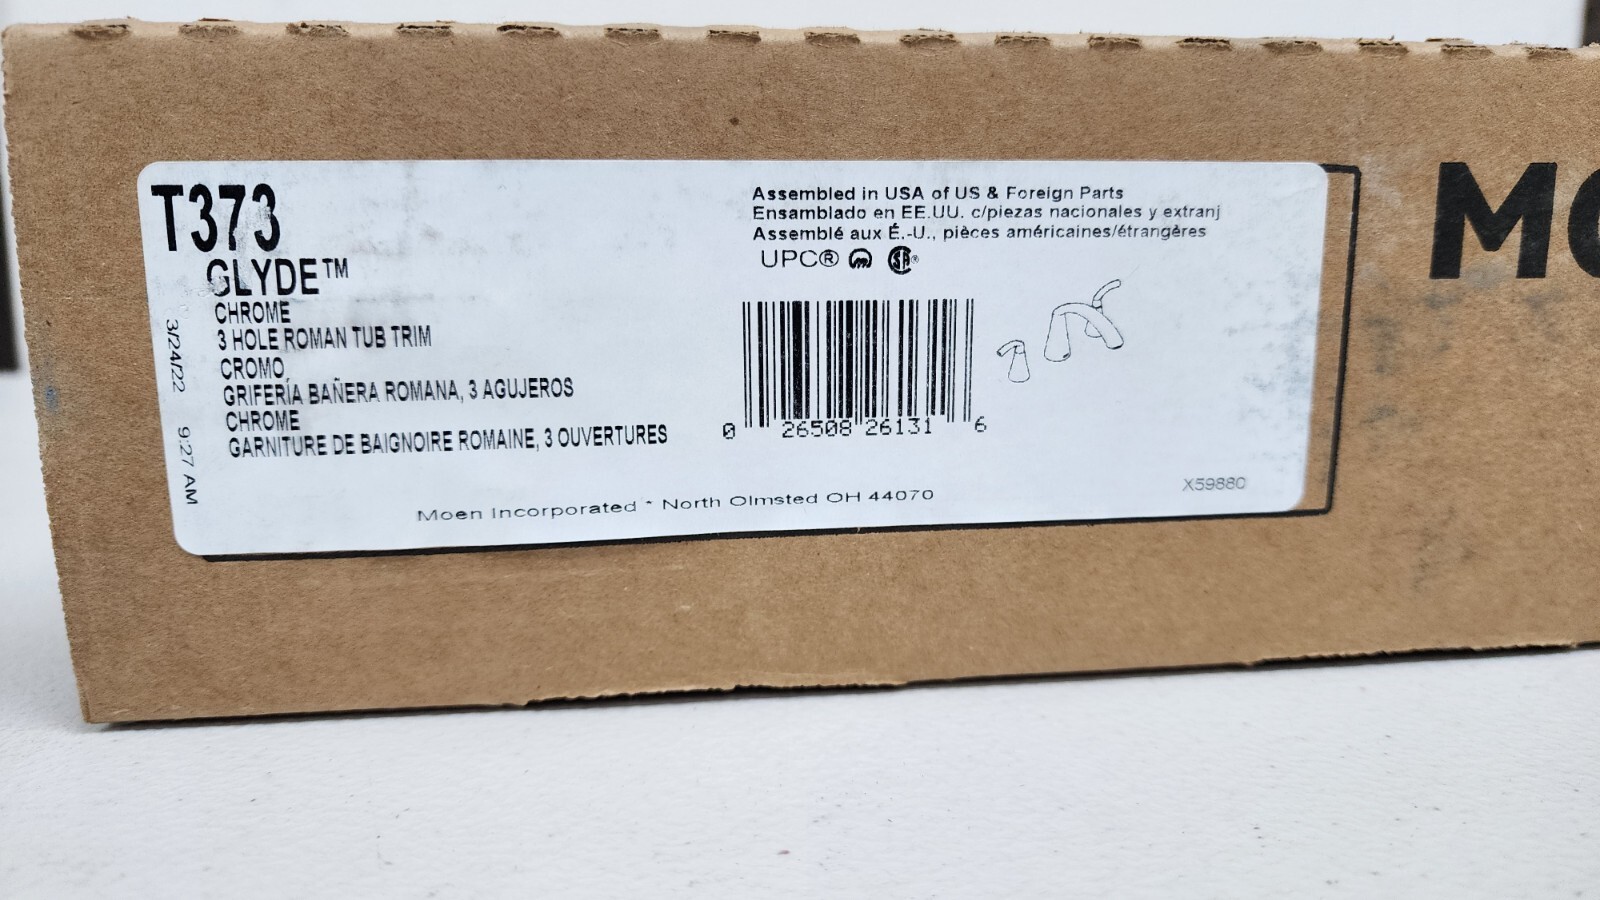 T373
GLYDE™
CHROME
3 HOLE ROMAN TUB TRIM
CROMO
GRIFERÍA BAÑERA ROMANA, 3 AGUJEROS
CHROME
GARNITURE DE BAIGNOIRE ROMAINE, 3 OUVERTURES
3/24/22 9:27 AM
Assembled in USA of US & Foreign Parts
Ensamblado en EE.UU. c/piezas nacionales y extranj
Assemblé aux É.-U., pièces américaines/étrangères
UPC®
0 26508 26131 6
Moen Incorporated * North Olmsted OH 44070
X59880